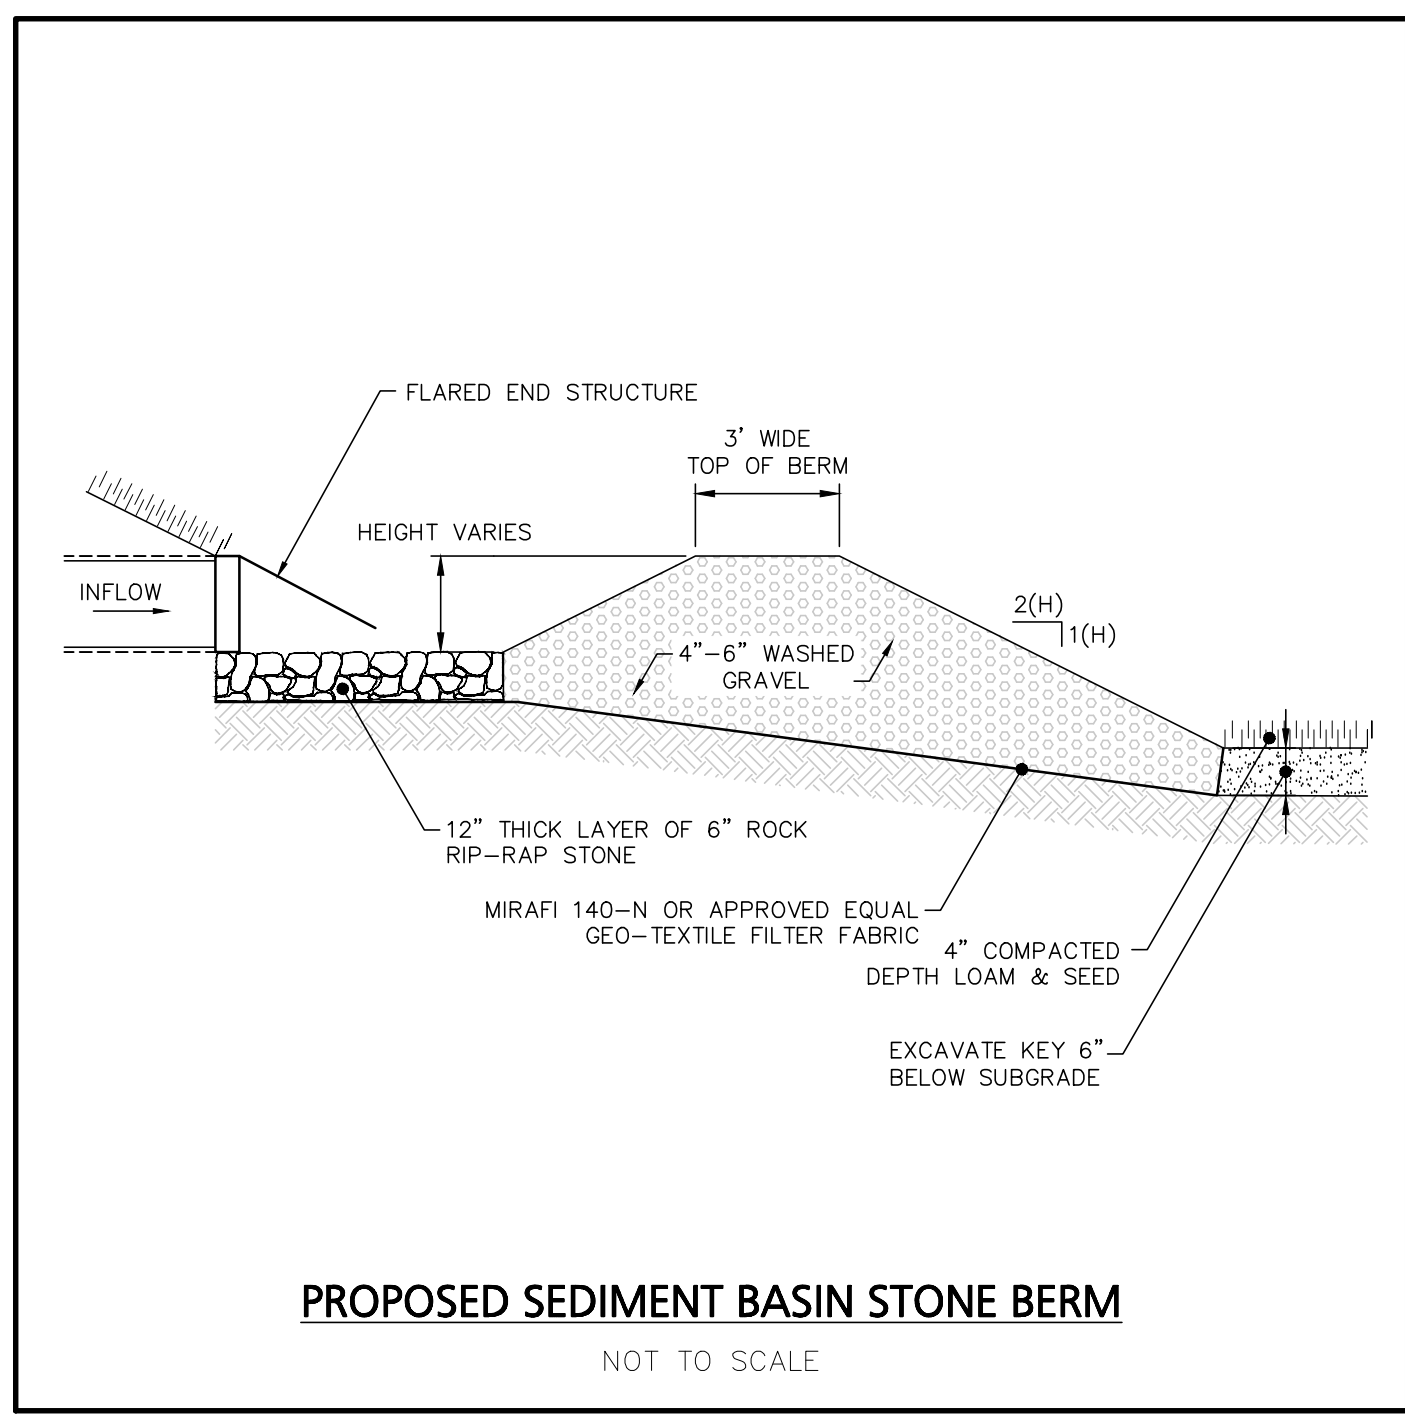 FLARED END STRUCTURE
3’ WIDE
TOP OF BERM
HEIGHT VARIES
INFLOW
2(H)
1(H)
4”–6” WASHED
GRAVEL
12” THICK LAYER OF 6” ROCK
RIP–RAP STONE
MIRAFI 140–N OR APPROVED EQUAL
GEO–TEXTILE FILTER FABRIC
4” COMPACTED
DEPTH LOAM & SEED
EXCAVATE KEY 6”
BELOW SUBGRADE
PROPOSED SEDIMENT BASIN STONE BERM
NOT TO SCALE